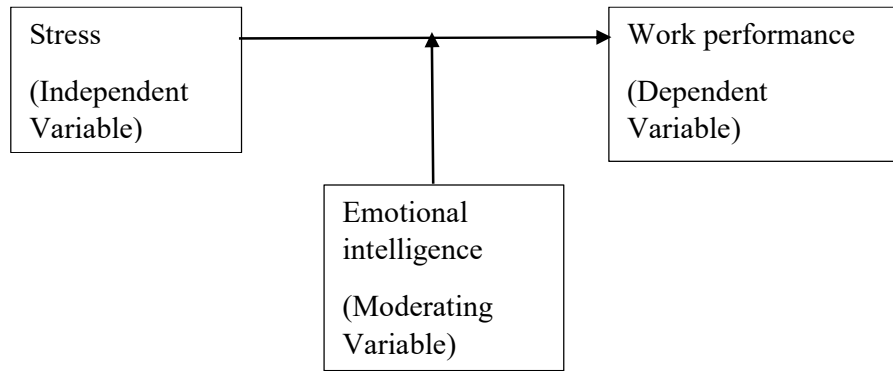 Stress
(Independent
Variable)
Work performance
(Dependent
Variable)
Emotional
intelligence
(Moderating
Variable)